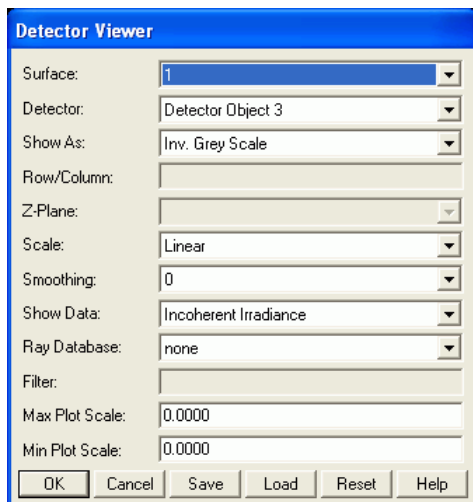 Detector Viewer
Surface: 1
Detector: Detector Object 3
Show As: Inv. Grey Scale
Row/Column:
Z-Plane:
Scale: Linear
Smoothing: 0
Show Data: Incoherent Irradiance
Ray Database: none
Filter:
Max Plot Scale: 0.0000
Min Plot Scale: 0.0000
OK Cancel Save Load Reset Help